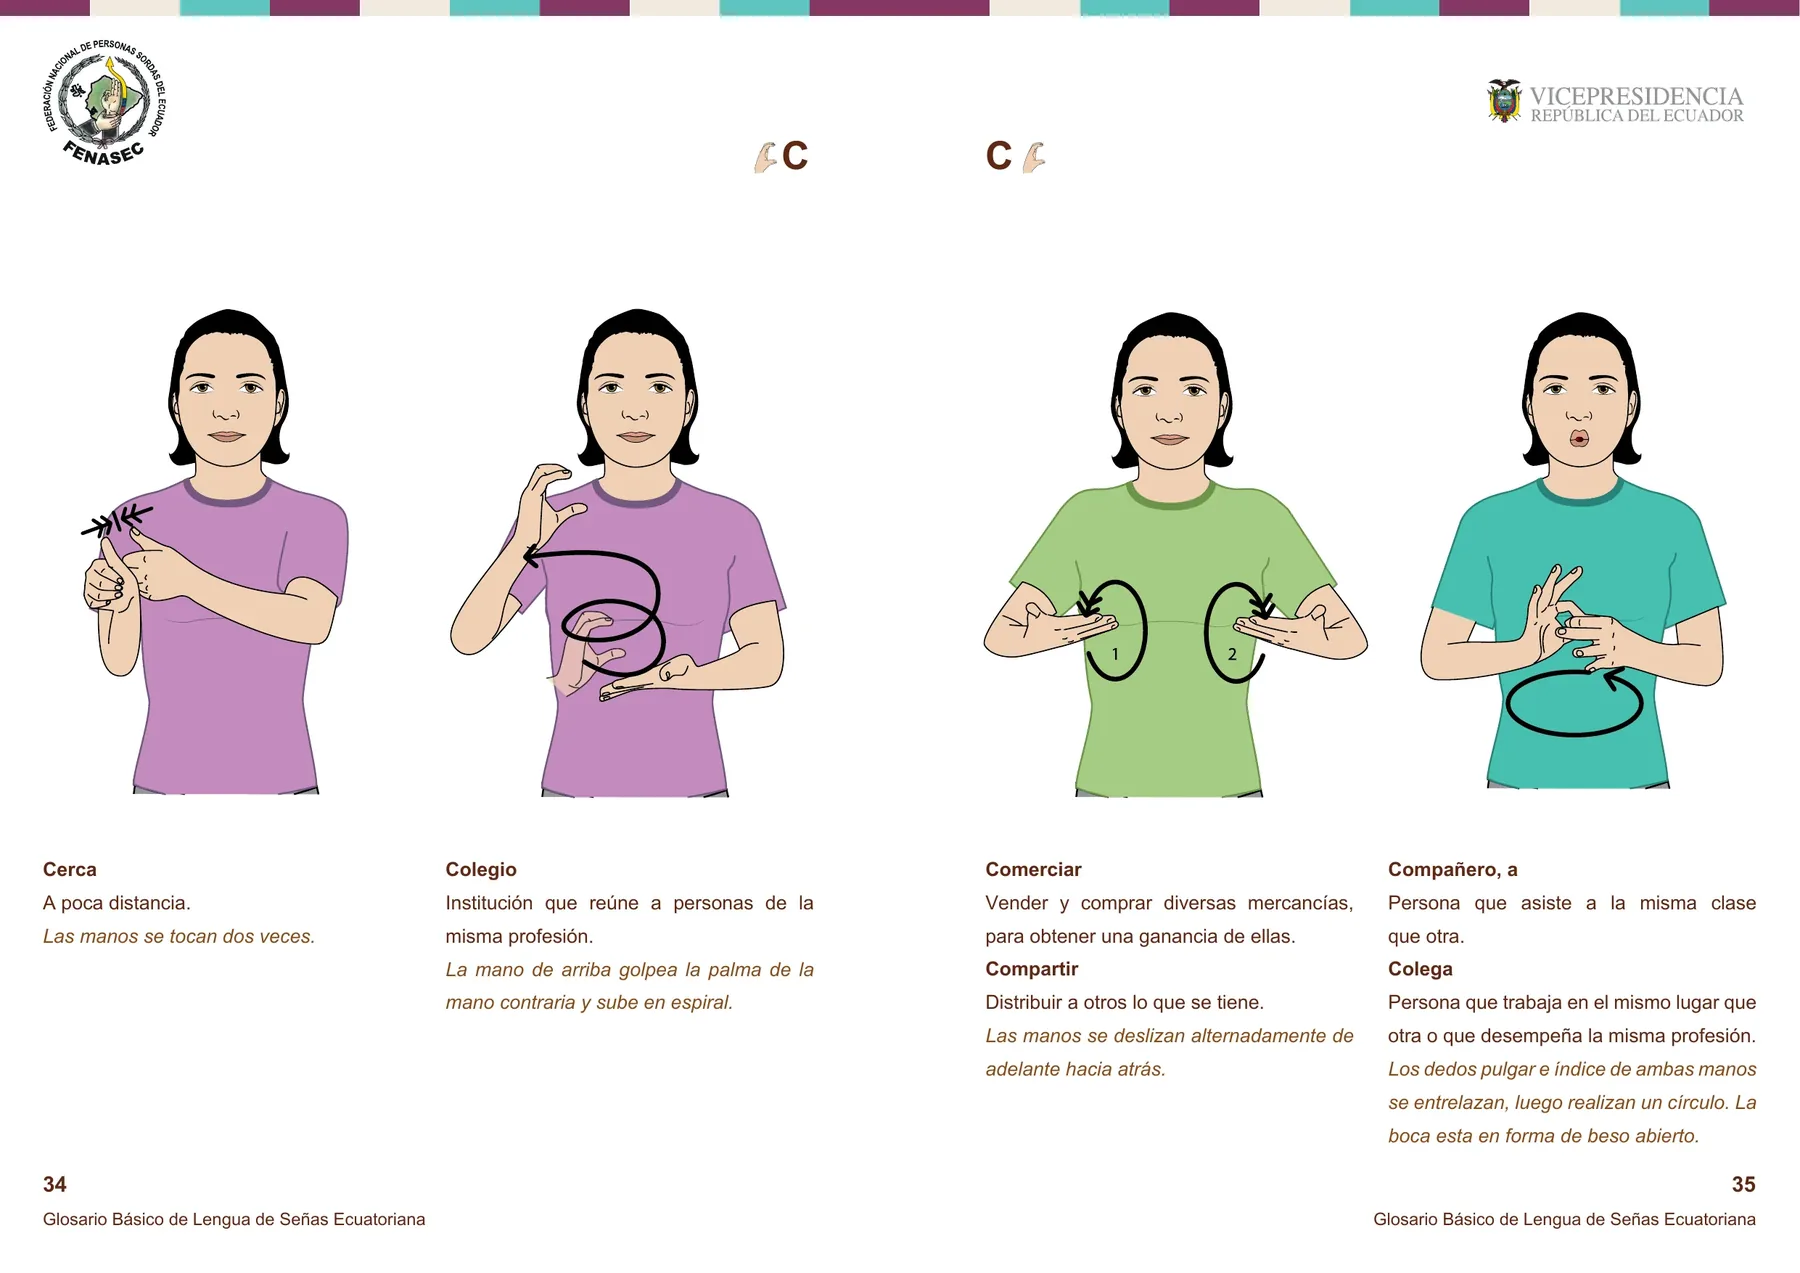 FEDERACIÓN NACIONAL DE PERSONAS SORDAS DEL ECUADOR
FENASEC
VICEPRESIDENCIA
REPÚBLICA DEL ECUADOR
C
C
1
2
Cerca
A poca distancia.
Las manos se tocan dos veces.
Colegio
Institución que reúne a personas de la
misma profesión.
La mano de arriba golpea la palma de la
mano contraria y sube en espiral.
Comerciar
Vender y comprar diversas mercancías,
para obtener una ganancia de ellas.
Compartir
Distribuir a otros lo que se tiene.
Las manos se deslizan alternadamente de
adelante hacia atrás.
Compañero, a
Persona que asiste a la misma clase
que otra.
Colega
Persona que trabaja en el mismo lugar que
otra o que desempeña la misma profesión.
Los dedos pulgar e índice de ambas manos
se entrelazan, luego realizan un círculo. La
boca esta en forma de beso abierto.
34
Glosario Básico de Lengua de Señas Ecuatoriana
35
Glosario Básico de Lengua de Señas Ecuatoriana